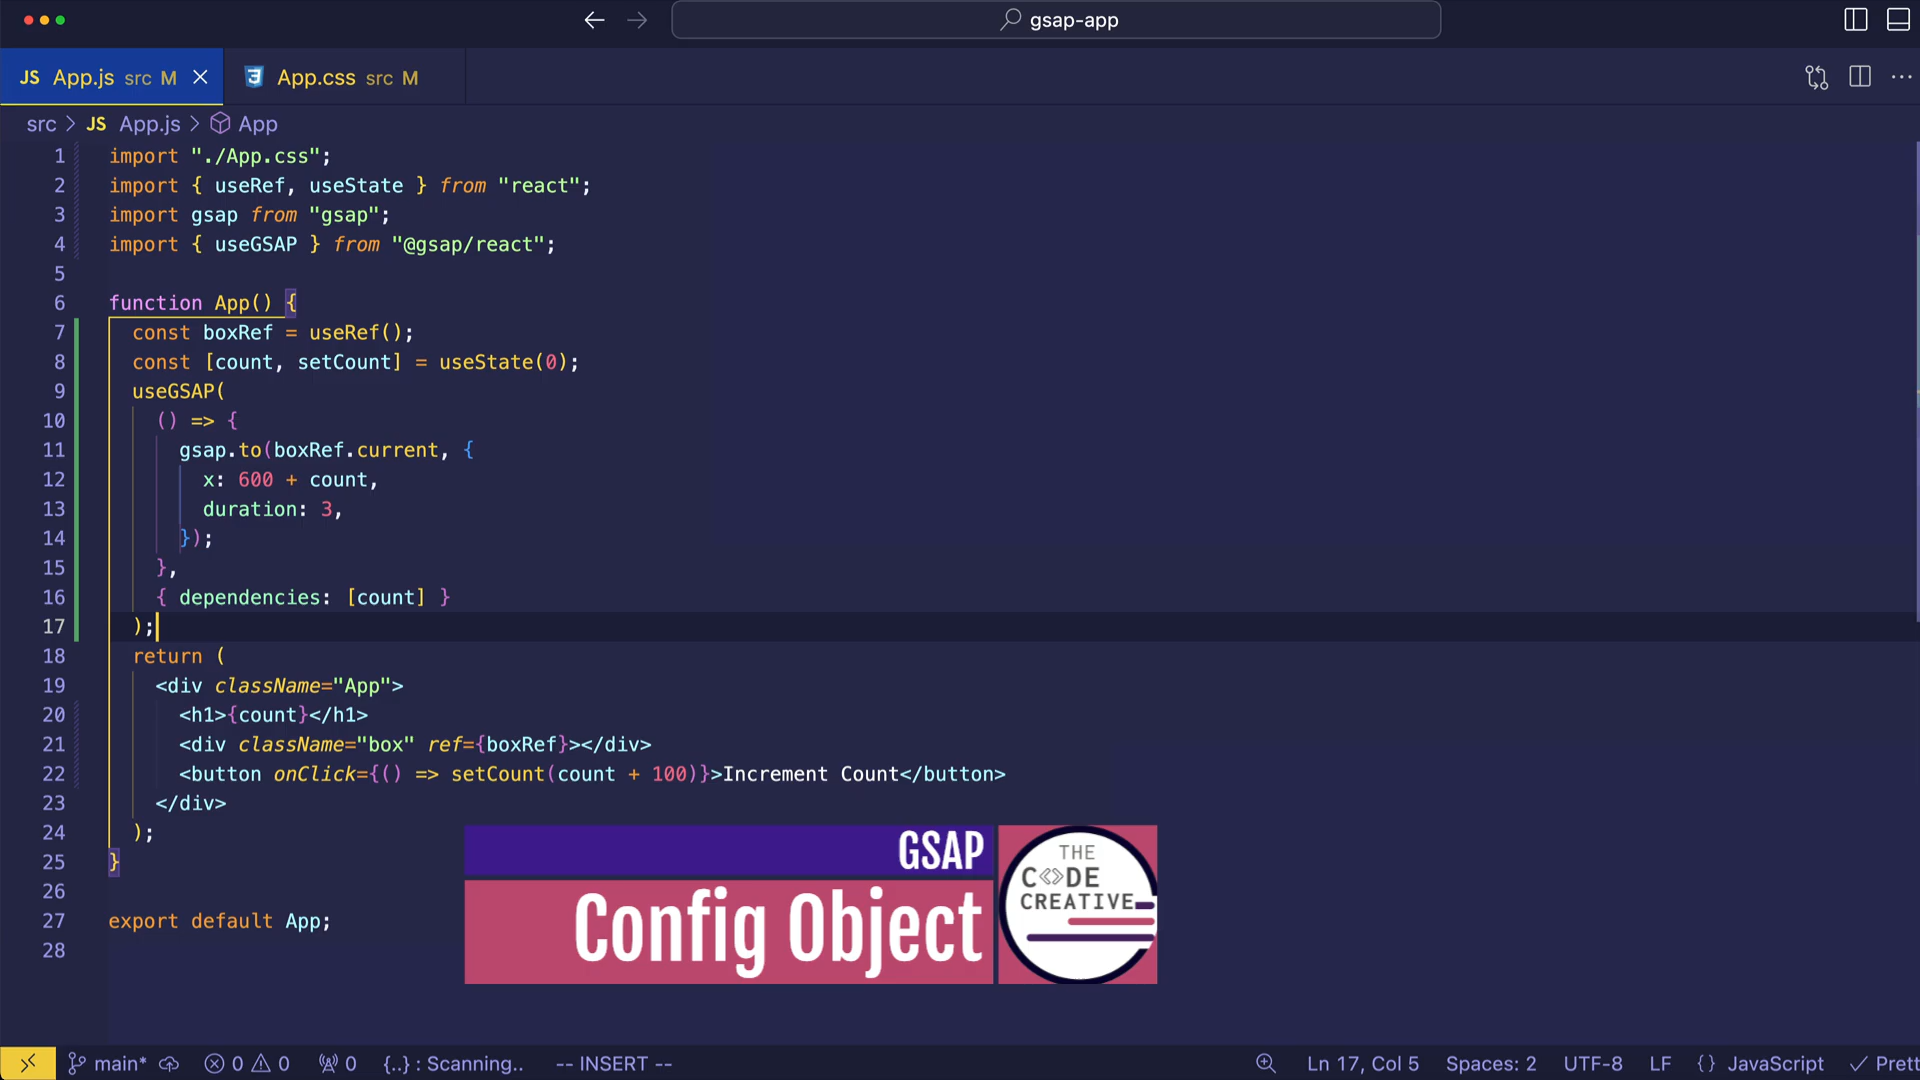 gsap-app
JS App.js src M App.css src M
src > JS App.js > App
1 import "./App.css";
2 import { useRef, useState } from "react";
3 import gsap from "gsap";
4 import { useGSAP } from "@gsap/react";
5
6 function App() {
7 const boxRef = useRef();
8 const [count, setCount] = useState(0);
9 useGSAP(
10 () => {
11 gsap.to(boxRef.current, {
12 x: 600 + count,
13 duration: 3,
14 });
15 },
16 { dependencies: [count] }
17 );
18 return (
19 <div className="App">
20 <h1>{count}</h1>
21 <div className="box" ref={boxRef}></div>
22 <button onClick={() => setCount(count + 100)}>Increment Count</button>
23 </div>
24 );
25 }
26
27 export default App;
28
GSAP
Config Object
THE
C<>DE
CREATIVE
main* 0 0 0 {..} : Scanning.. -- INSERT -- Ln 17, Col 5 Spaces: 2 UTF-8 LF {} JavaScript Prett